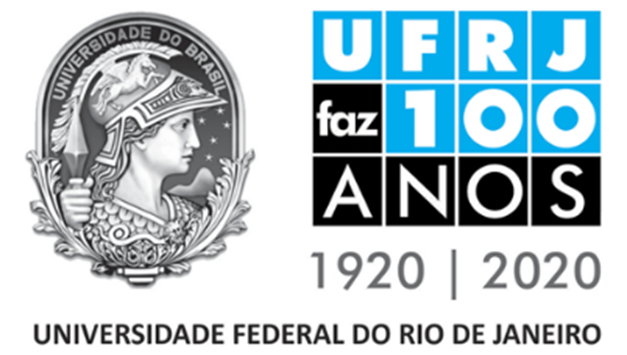 UNIVERSIDADE DO BRASIL
UFRJ
faz 100
ANOS
1920 | 2020
UNIVERSIDADE FEDERAL DO RIO DE JANEIRO